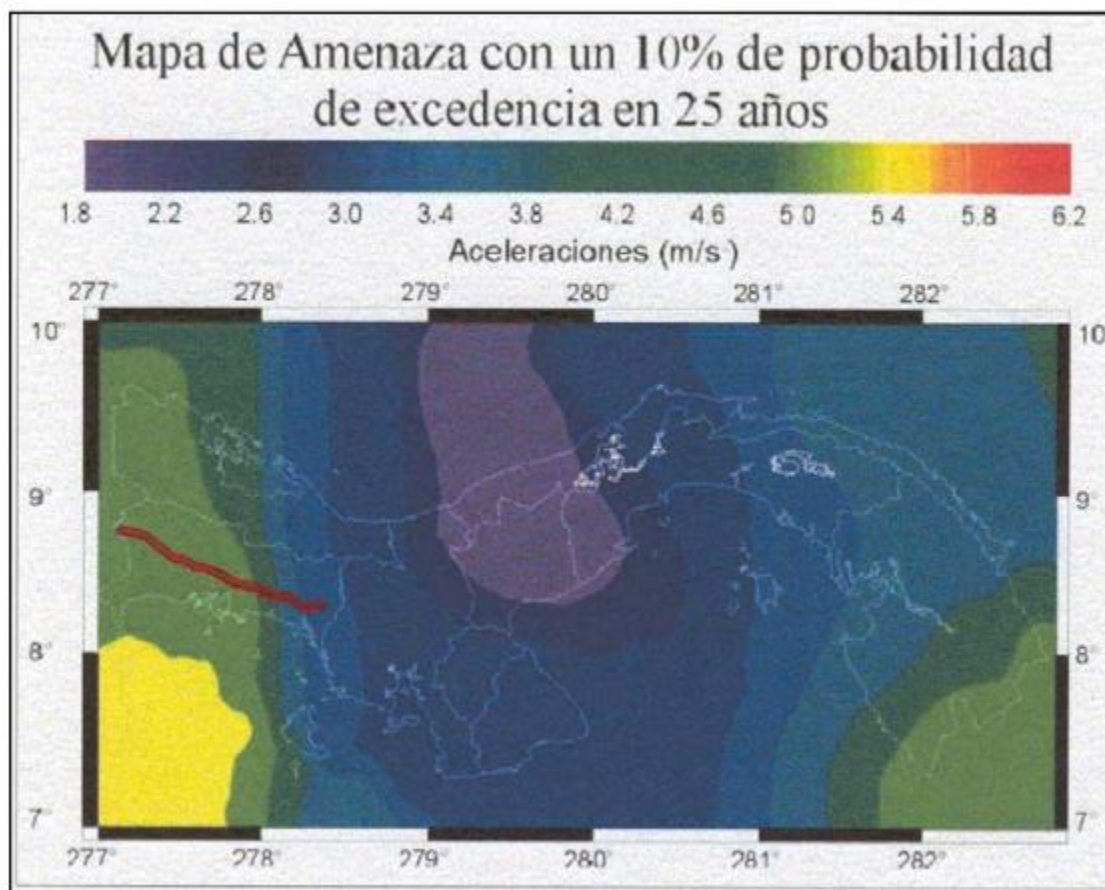 Mapa de Amenaza con un 10% de probabilidad
de excedencia en 25 años
1.8 2.2 2.6 3.0 3.4 3.8 4.2 4.6 5.0 5.4 5.8 6.2
Aceleraciones (m/s )
277° 278° 279° 280° 281° 282°
10° 10°
9° 9°
8° 8°
7° 7°
277° 278° 279° 280° 281° 282°